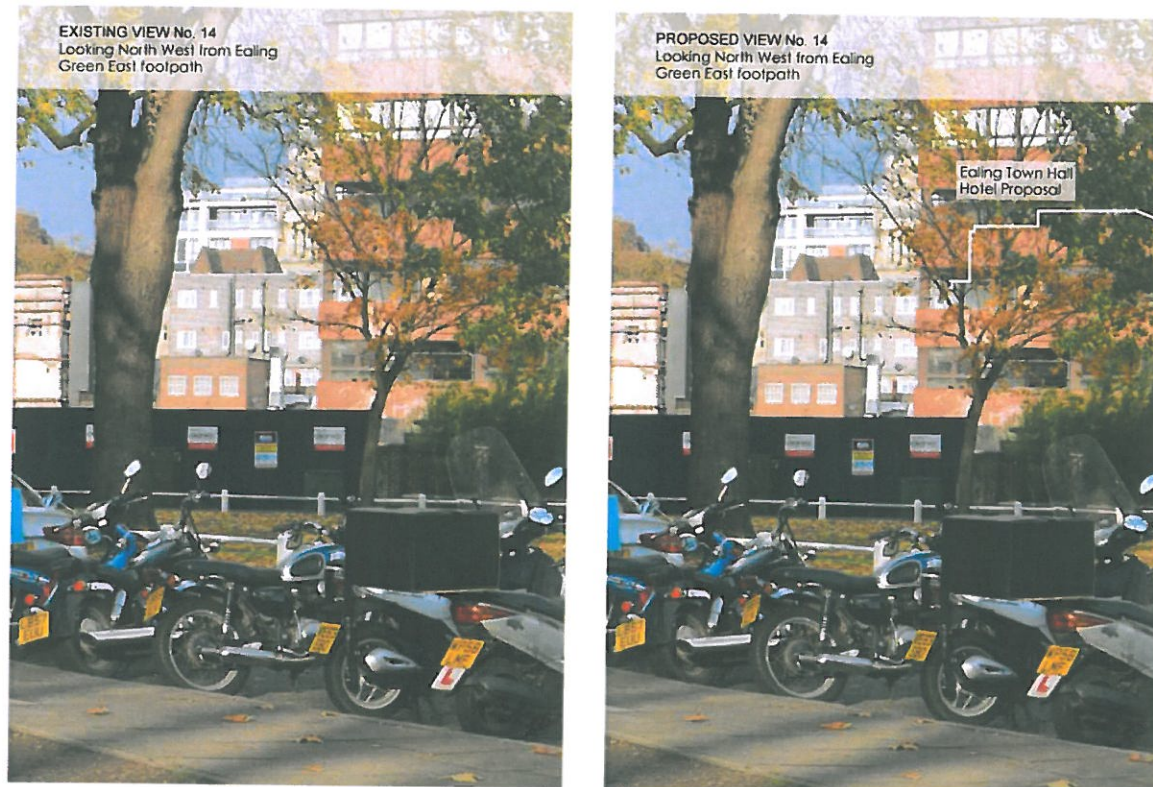 EXISTING VIEW No. 14
Looking North West from Ealing
Green East footpath
PROPOSED VIEW No. 14
Looking North West from Ealing
Green East footpath
Ealing Town Hall
Hotel Proposal
L
L